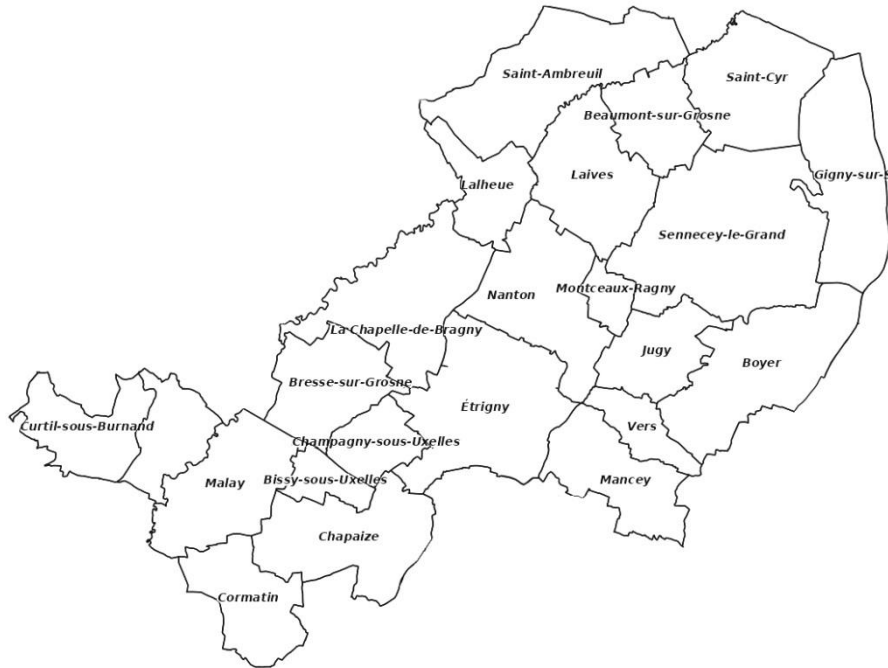 Saint-Ambreuil
Saint-Cyr
Beaumont-sur-Grosne
Laives
Gigny-sur-S
Lalheue
Sennecey-le-Grand
Nanton
Montceaux-Ragny
La Chapelle-de-Bragny
Jugy
Boyer
Bresse-sur-Grosne
Étrigny
Curtil-sous-Burnand
Vers
Champagny-sous-Uxelles
Malay
Bissy-sous-Uxelles
Mancey
Chapaize
Cormatin